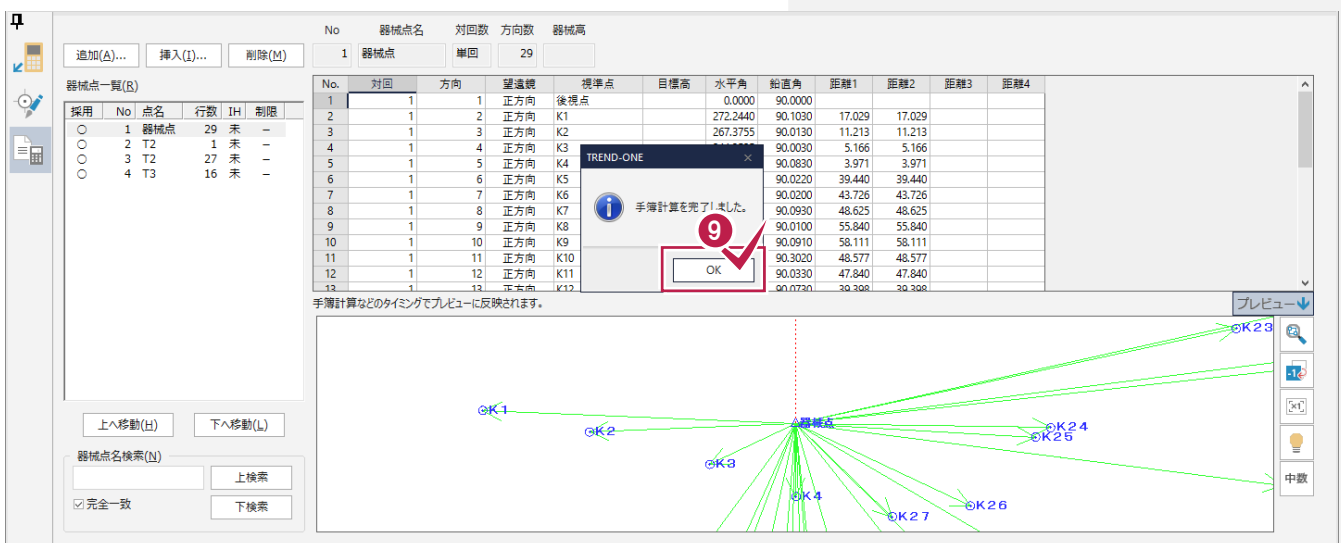 No 器械点名 対回数 方向数 器械高
1 器械点 単回 29
追加(A)... 挿入(I)... 削除(M)
器械点一覧(R)
採用 No 点名 行数 IH 制限
○ 1 器械点 29 未 －
○ 2 T2 1 未 －
○ 3 T2 27 未 －
○ 4 T3 16 未 －
上へ移動(H) 下へ移動(L)
器械点名検索(N)
上検索
完全一致 下検索
No. 対回 方向 望遠鏡 視準点 目標高 水平角 鉛直角 距離1 距離2 距離3 距離4
1 1 1 正方向 後視点 0.0000 90.0000
2 1 2 正方向 K1 272.2440 90.1030 17.029 17.029
3 1 3 正方向 K2 267.3755 90.0130 11.213 11.213
4 1 4 正方向 K3 90.0030 5.166 5.166
5 1 5 正方向 K4 90.0830 3.971 3.971
6 1 6 正方向 K5 90.0220 39.440 39.440
7 1 7 正方向 K6 90.0200 43.726 43.726
8 1 8 正方向 K7 90.0930 48.625 48.625
9 1 9 正方向 K8 90.0100 55.840 55.840
10 1 10 正方向 K9 90.0910 58.111 58.111
11 1 11 正方向 K10 90.3020 48.577 48.577
12 1 12 正方向 K11 90.0330 47.840 47.840
13 1 13 正方向 K12 90.0730 39.398 39.398
TREND-ONE
手簿計算を完了しました。
9
OK
手簿計算などのタイミングでプレビューに反映されます。 プレビュー
K23
K1
器械点
K2
K24
K25
K3
K4
K26
K27
-1
×1
中数